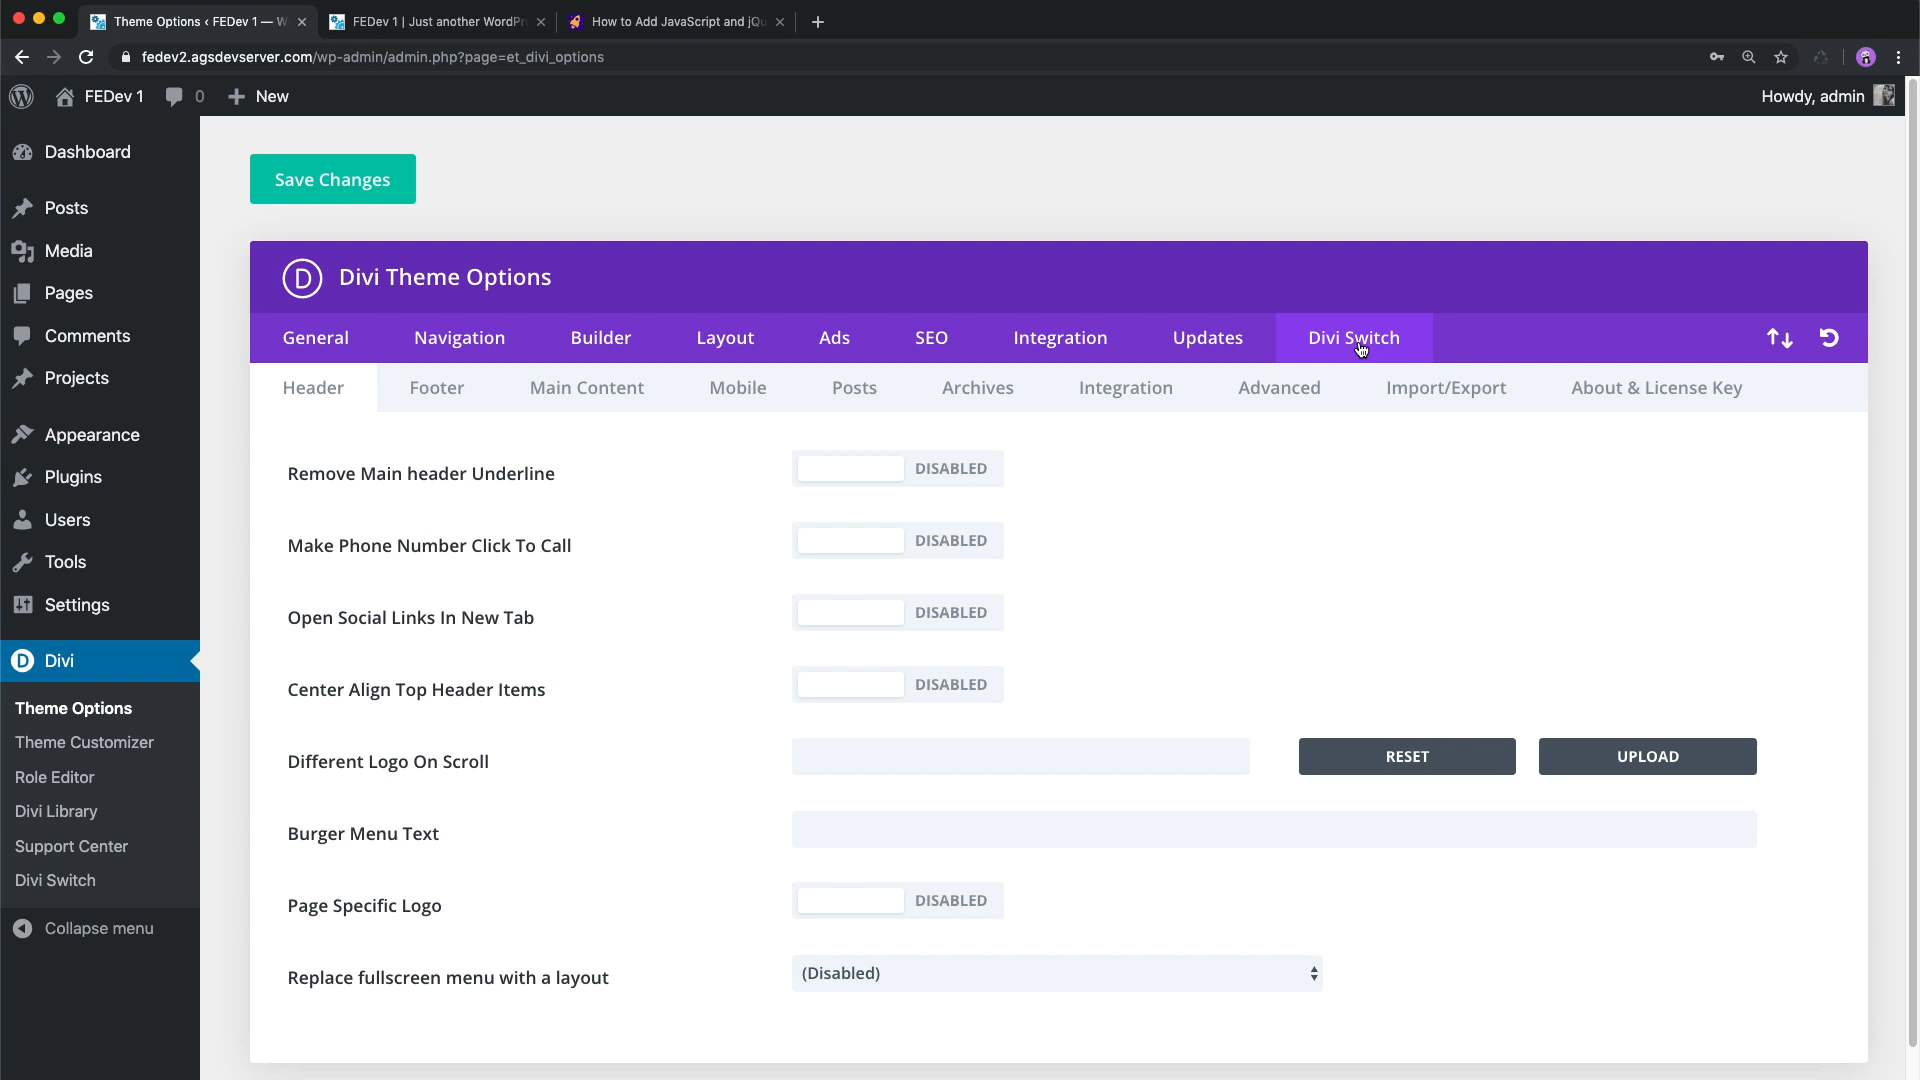 Theme Options ‹ FEDev 1 — W
FEDev 1 | Just another WordPr
How to Add JavaScript and jQu
fedev2.agsdevserver.com/wp-admin/admin.php?page=et_divi_options
FEDev 1
0
New
Howdy, admin
Dashboard
Posts
Media
Pages
Comments
Projects
Appearance
Plugins
Users
Tools
Settings
Divi
Theme Options
Theme Customizer
Role Editor
Divi Library
Support Center
Divi Switch
Collapse menu
Save Changes
D Divi Theme Options
General Navigation Builder Layout Ads SEO Integration Updates Divi Switch
Header Footer Main Content Mobile Posts Archives Integration Advanced Import/Export About & License Key
Remove Main header Underline DISABLED
Make Phone Number Click To Call DISABLED
Open Social Links In New Tab DISABLED
Center Align Top Header Items DISABLED
Different Logo On Scroll RESET UPLOAD
Burger Menu Text
Page Specific Logo DISABLED
Replace fullscreen menu with a layout (Disabled)